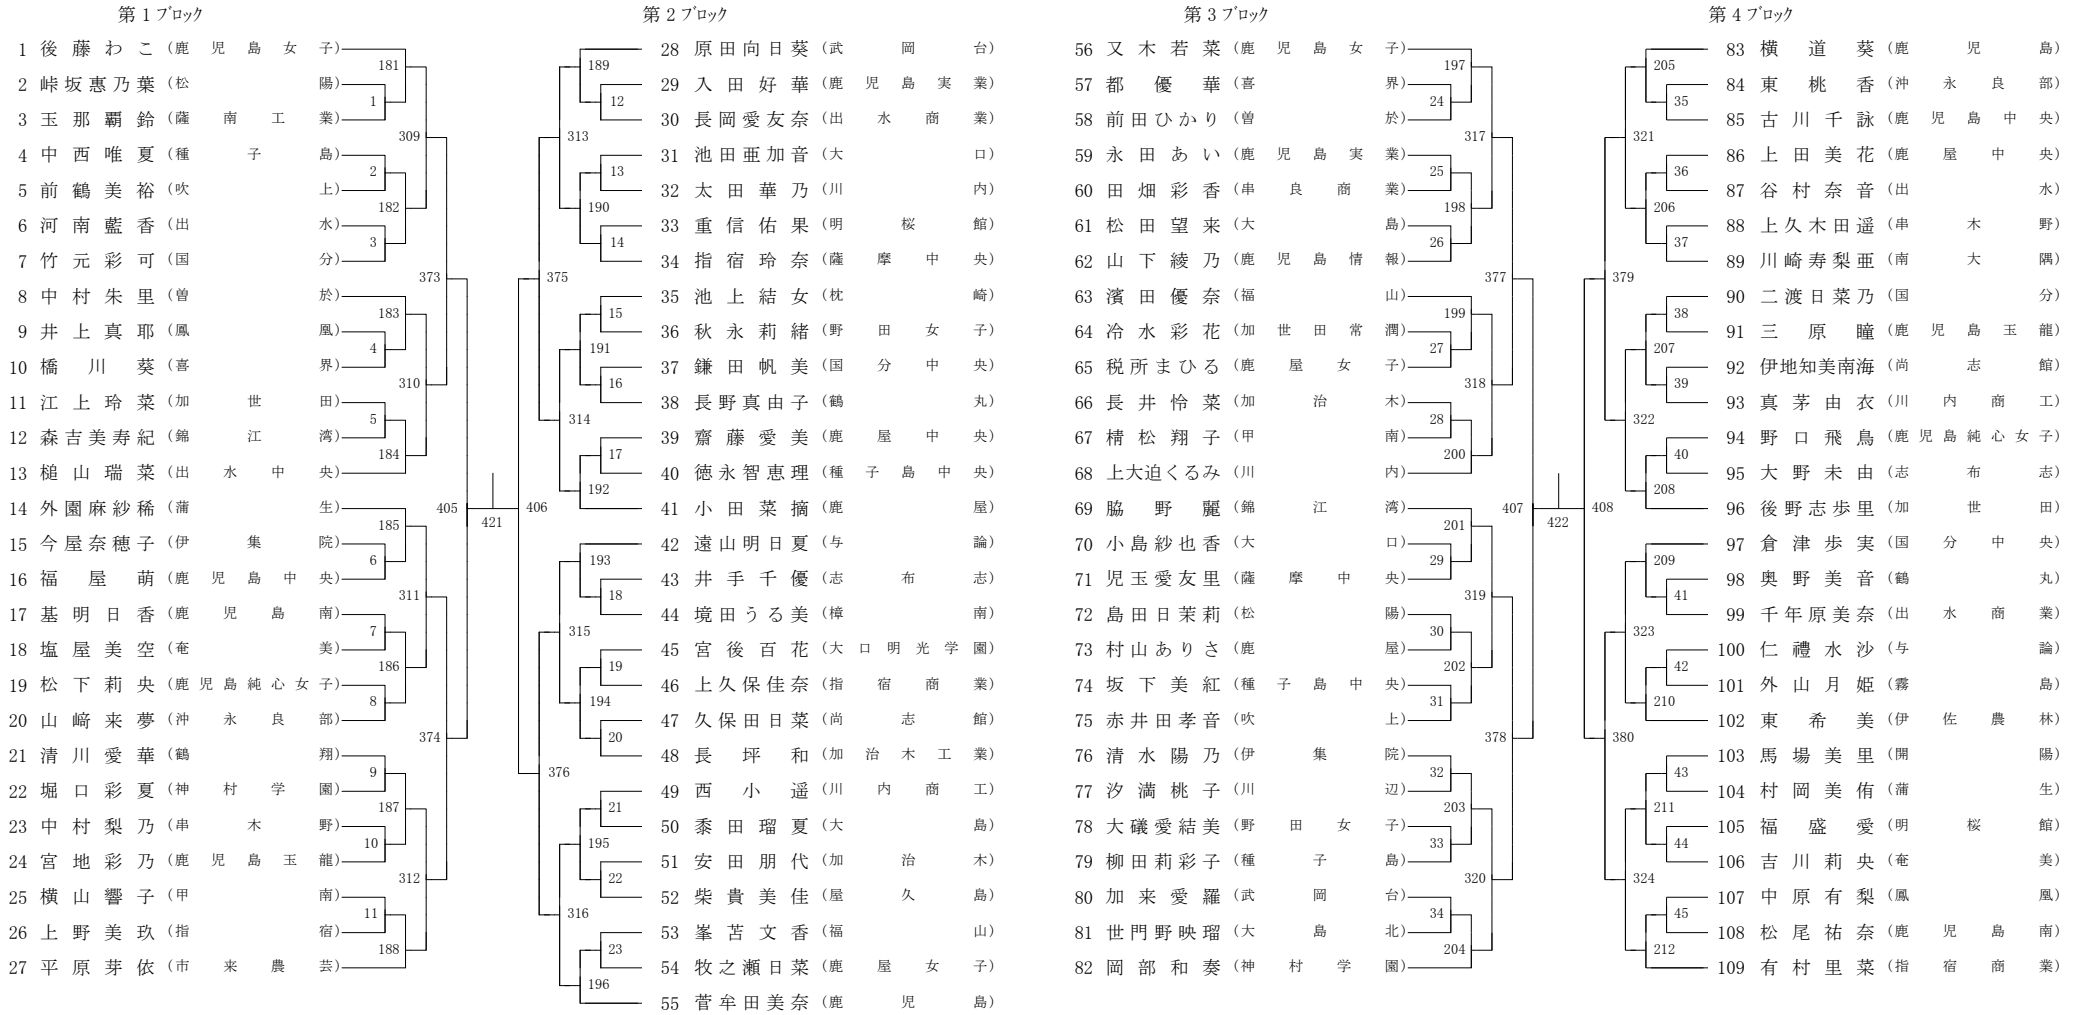 第１ブロック
1 後藤わこ (鹿児島女子)
2 峠坂惠乃葉 (松陽)
3 玉那覇鈴 (薩南工業)
4 中西唯夏 (種子島)
5 前鶴美裕 (吹上)
6 河南藍香 (出水)
7 竹元彩可 (国分)
8 中村朱里 (曽於)
9 井上真耶 (鳳凰)
10 橋川葵 (喜界)
11 江上玲菜 (加世田)
12 森吉美寿紀 (錦江湾)
13 槌山瑞菜 (出水中央)
14 外園麻紗稀 (蒲生)
15 今屋奈穂子 (伊集院)
16 福屋萌 (鹿児島中央)
17 基明日香 (鹿児島南)
18 塩屋美空 (奄美)
19 松下莉央 (鹿児島純心女子)
20 山﨑来夢 (沖永良部)
21 清川愛華 (鶴翔)
22 堀口彩夏 (神村学園)
23 中村梨乃 (串木野)
24 宮地彩乃 (鹿児島玉龍)
25 横山響子 (甲南)
26 上野美玖 (指宿)
27 平原芽依 (市来農芸)
181
1
309
2
182
3
373
183
4
310
5
184
405
185
6
311
7
186
8
374
9
187
10
312
11
188
421
第２ブロック
28 原田向日葵 (武岡台)
29 入田好華 (鹿児島実業)
30 長岡愛友奈 (出水商業)
31 池田亜加音 (大口)
32 太田華乃 (川内)
33 重信佑果 (明桜館)
34 指宿玲奈 (薩摩中央)
35 池上結女 (枕崎)
36 秋永莉緒 (野田女子)
37 鎌田帆美 (国分中央)
38 長野真由子 (鶴丸)
39 齋藤愛美 (鹿屋中央)
40 徳永智恵理 (種子島中央)
41 小田菜摘 (鹿屋)
42 遠山明日夏 (与論)
43 井手千優 (志布志)
44 境田うる美 (樟南)
45 宮後百花 (大口明光学園)
46 上久保佳奈 (指宿商業)
47 久保田日菜 (尚志館)
48 長坪和 (加治木工業)
49 西小遥 (川内商工)
50 黍田瑠夏 (大島)
51 安田朋代 (加治木)
52 柴貴美佳 (屋久島)
53 峯苫文香 (福山)
54 牧之瀬日菜 (鹿屋女子)
55 菅牟田美奈 (鹿児島)
189
12
313
13
190
14
375
15
191
16
314
17
192
406
193
18
315
19
194
20
376
21
195
22
316
23
196
第３ブロック
56 又木若菜 (鹿児島女子)
57 都優華 (喜界)
58 前田ひかり (曽於)
59 永田あい (鹿児島実業)
60 田畑彩香 (串良商業)
61 松田望来 (大島)
62 山下綾乃 (鹿児島情報)
63 濱田優奈 (福山)
64 冷水彩花 (加世田常潤)
65 税所まひる (鹿屋女子)
66 長井怜菜 (加治木)
67 棈松翔子 (甲南)
68 上大迫くるみ (川内)
69 脇野麗 (錦江湾)
70 小島紗也香 (大口)
71 児玉愛友里 (薩摩中央)
72 島田日茉莉 (松陽)
73 村山ありさ (鹿屋)
74 坂下美紅 (種子島中央)
75 赤井田孝音 (吹上)
76 清水陽乃 (伊集院)
77 汐満桃子 (川辺)
78 大礒愛結美 (野田女子)
79 柳田莉彩子 (種子島)
80 加来愛羅 (武岡台)
81 世門野映瑠 (大島北)
82 岡部和奏 (神村学園)
197
24
317
25
198
26
377
199
27
318
28
200
407
201
29
319
30
202
31
378
32
203
33
320
34
204
422
第４ブロック
83 横道葵 (鹿児島)
84 東桃香 (沖永良部)
85 古川千詠 (鹿児島中央)
86 上田美花 (鹿屋中央)
87 谷村奈音 (出水)
88 上久木田遥 (串木野)
89 川崎寿梨亜 (南大隅)
90 二渡日菜乃 (国分)
91 三原瞳 (鹿児島玉龍)
92 伊地知美南海 (尚志館)
93 真茅由衣 (川内商工)
94 野口飛鳥 (鹿児島純心女子)
95 大野未由 (志布志)
96 後野志歩里 (加世田)
97 倉津歩実 (国分中央)
98 奥野美音 (鶴丸)
99 千年原美奈 (出水商業)
100 仁禮水沙 (与論)
101 外山月姫 (霧島)
102 東希美 (伊佐農林)
103 馬場美里 (開陽)
104 村岡美侑 (蒲生)
105 福盛愛 (明桜館)
106 吉川莉央 (奄美)
107 中原有梨 (鳳凰)
108 松尾祐奈 (鹿児島南)
109 有村里菜 (指宿商業)
205
35
321
36
206
37
379
38
207
39
322
40
208
408
209
41
323
42
210
380
43
211
44
324
45
212